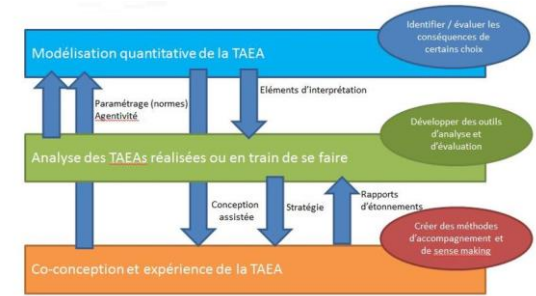 Identifier / évaluer les
conséquences de
certains choix
Modélisation quantitative de la TAEA
Paramétrage (normes)
Agentivité
Eléments d'interprétation
Développer des outils
d'analyse et
d'évaluation
Analyse des TAEAs réalisées ou en train de se faire
Conception
assistée
Stratégie
Rapports
d'étonnements
Créer des méthodes
d'accompagnement et
de sense making
Co-conception et expérience de la TAEA